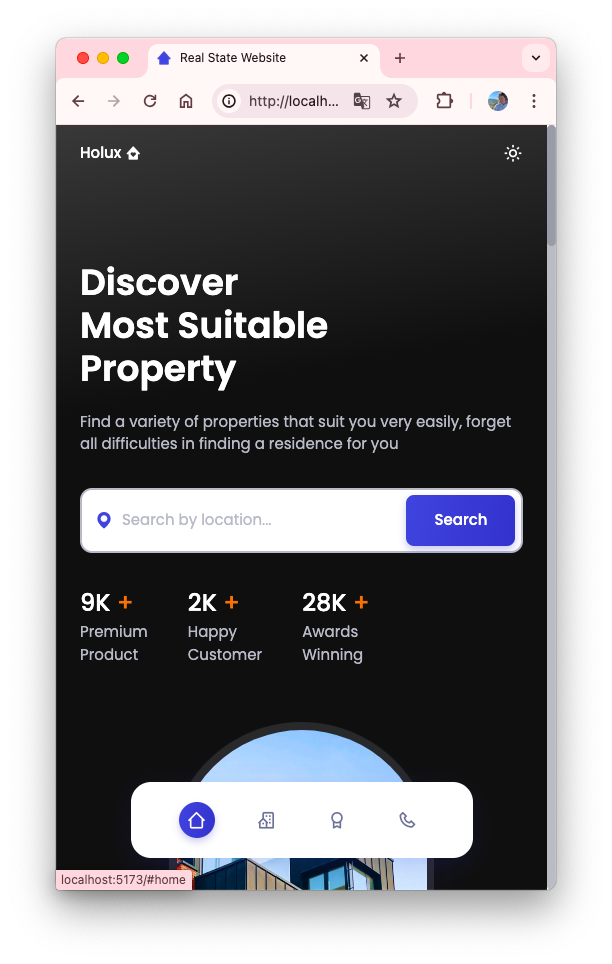 Real State Website
http://localh...
Holux
Discover
Most Suitable
Property
Find a variety of properties that suit you very easily, forget
all difficulties in finding a residence for you
Search by location...
Search
9K +
2K +
28K +
Premium
Product
Happy
Customer
Awards
Winning
localhost:5173/#home